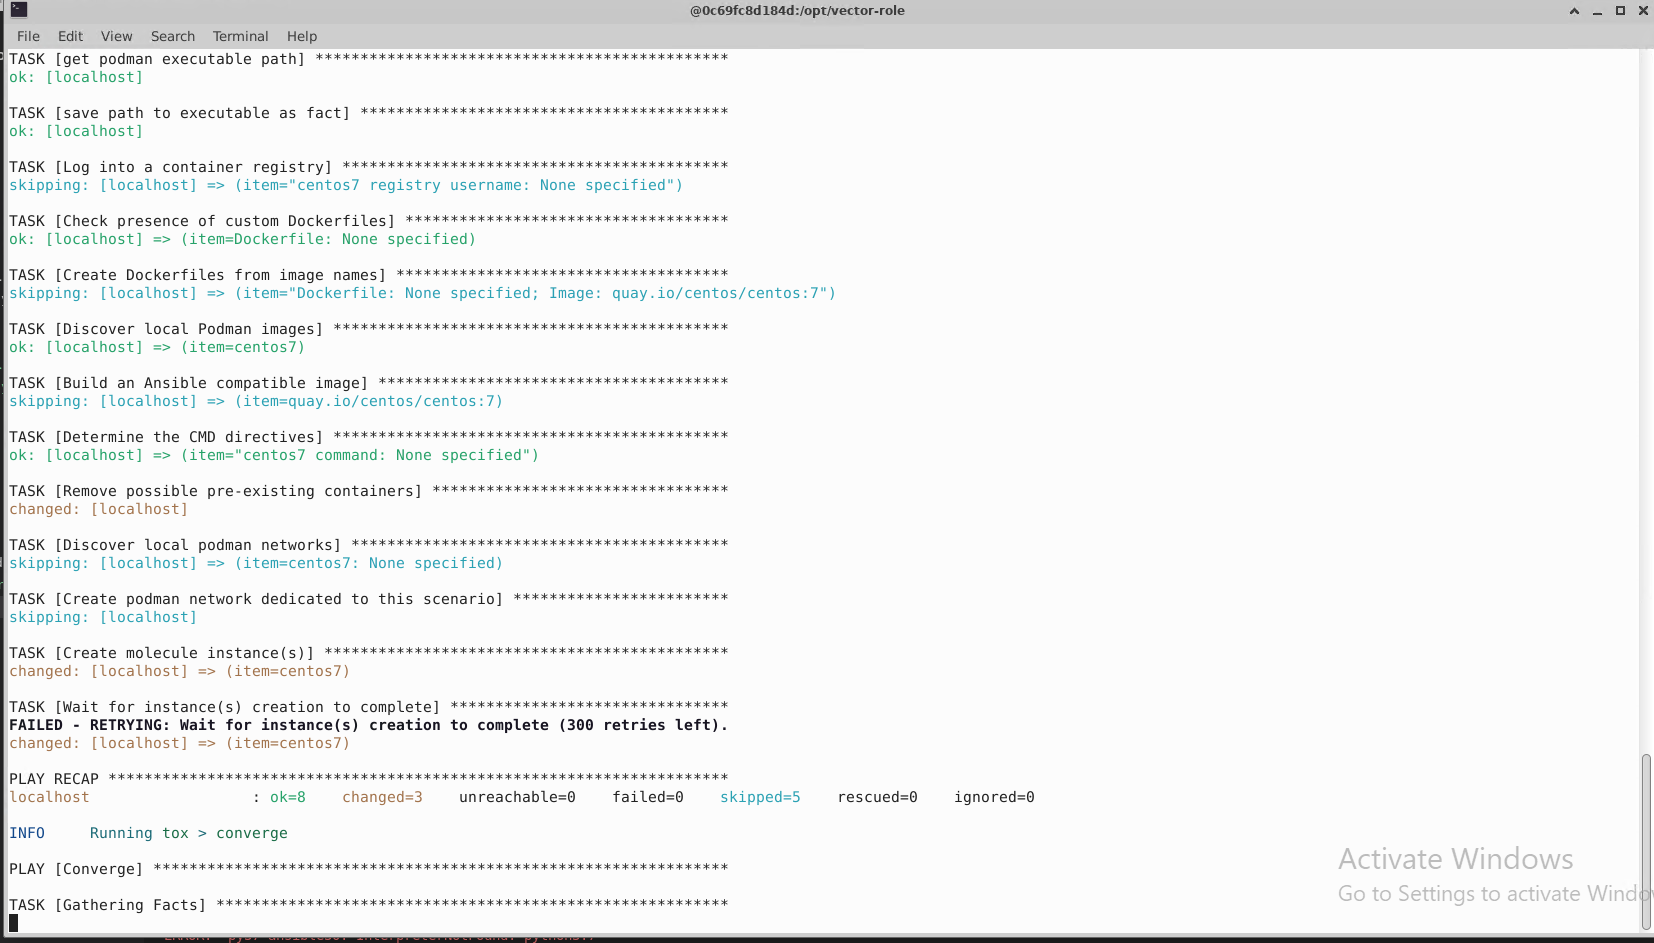 @0c69fc8d184d:/opt/vector-role
File Edit View Search Terminal Help
TASK [get podman executable path] **********************************************
ok: [localhost]
TASK [save path to executable as fact] *****************************************
ok: [localhost]
TASK [Log into a container registry] *******************************************
skipping: [localhost] => (item="centos7 registry username: None specified")
TASK [Check presence of custom Dockerfiles] ************************************
ok: [localhost] => (item=Dockerfile: None specified)
TASK [Create Dockerfiles from image names] *************************************
skipping: [localhost] => (item="Dockerfile: None specified; Image: quay.io/centos/centos:7")
TASK [Discover local Podman images] ********************************************
ok: [localhost] => (item=centos7)
TASK [Build an Ansible compatible image] ***************************************
skipping: [localhost] => (item=quay.io/centos/centos:7)
TASK [Determine the CMD directives] ********************************************
ok: [localhost] => (item="centos7 command: None specified")
TASK [Remove possible pre-existing containers] *********************************
changed: [localhost]
TASK [Discover local podman networks] ******************************************
skipping: [localhost] => (item=centos7: None specified)
TASK [Create podman network dedicated to this scenario] ************************
skipping: [localhost]
TASK [Create molecule instance(s)] *********************************************
changed: [localhost] => (item=centos7)
TASK [Wait for instance(s) creation to complete] *******************************
FAILED - RETRYING: Wait for instance(s) creation to complete (300 retries left).
changed: [localhost] => (item=centos7)
PLAY RECAP *********************************************************************
localhost                  : ok=8    changed=3    unreachable=0    failed=0    skipped=5    rescued=0    ignored=0
INFO     Running tox > converge
PLAY [Converge] ****************************************************************
TASK [Gathering Facts] *********************************************************
Activate Windows
Go to Settings to activate Windo